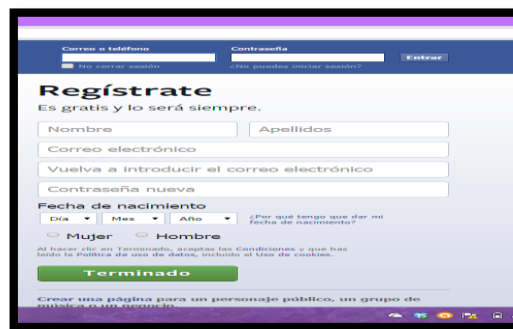 Correo o teléfono
Contraseña
Entrar
No cerrar sesión
¿No puedes iniciar sesión?
Regístrate
Es gratis y lo será siempre.
Nombre
Apellidos
Correo electrónico
Vuelva a introducir el correo electrónico
Contraseña nueva
Fecha de nacimiento
Día
Mes
Año
¿Por qué tengo que dar mi
fecha de nacimiento?
Mujer
Hombre
Al hacer clic en Terminado, aceptas las Condiciones y que has
leído la Política de uso de datos, incluido el Uso de cookies.
Terminado
Crear una página para un personaje público, un grupo de
música o un negocio.